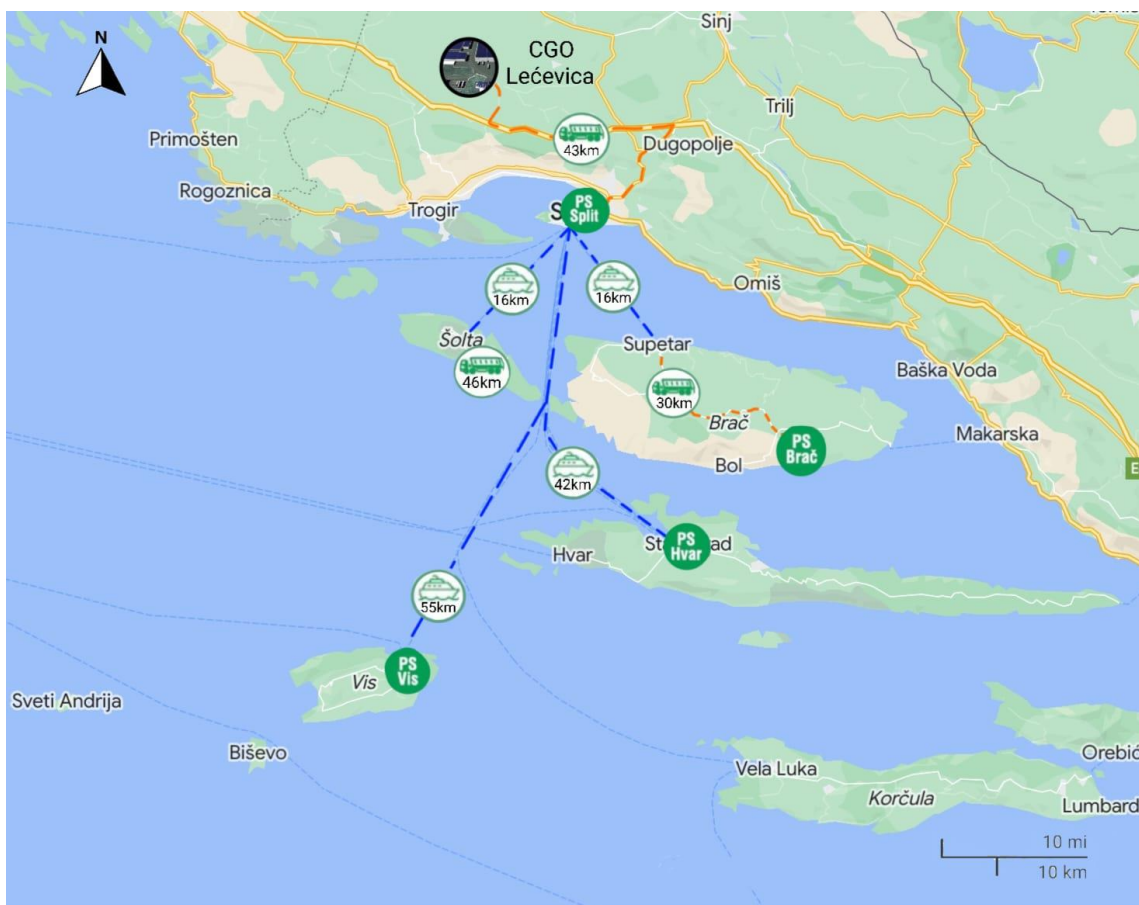 N
CGO
Lećevica
Sinj
Trilj
Primošten
43km
Dugopolje
Rogoznica
Trogir
PS
Split
Omiš
16km
16km
Šolta
Supetar
46km
Baška Voda
30km
Brač
Makarska
PS
Brač
Bol
E
42km
Hvar
PS
Hvar
55km
PS
Vis
Vis
Sveti Andrija
Biševo
Vela Luka
Orebić
Korčula
Lumbard
10 mi
10 km